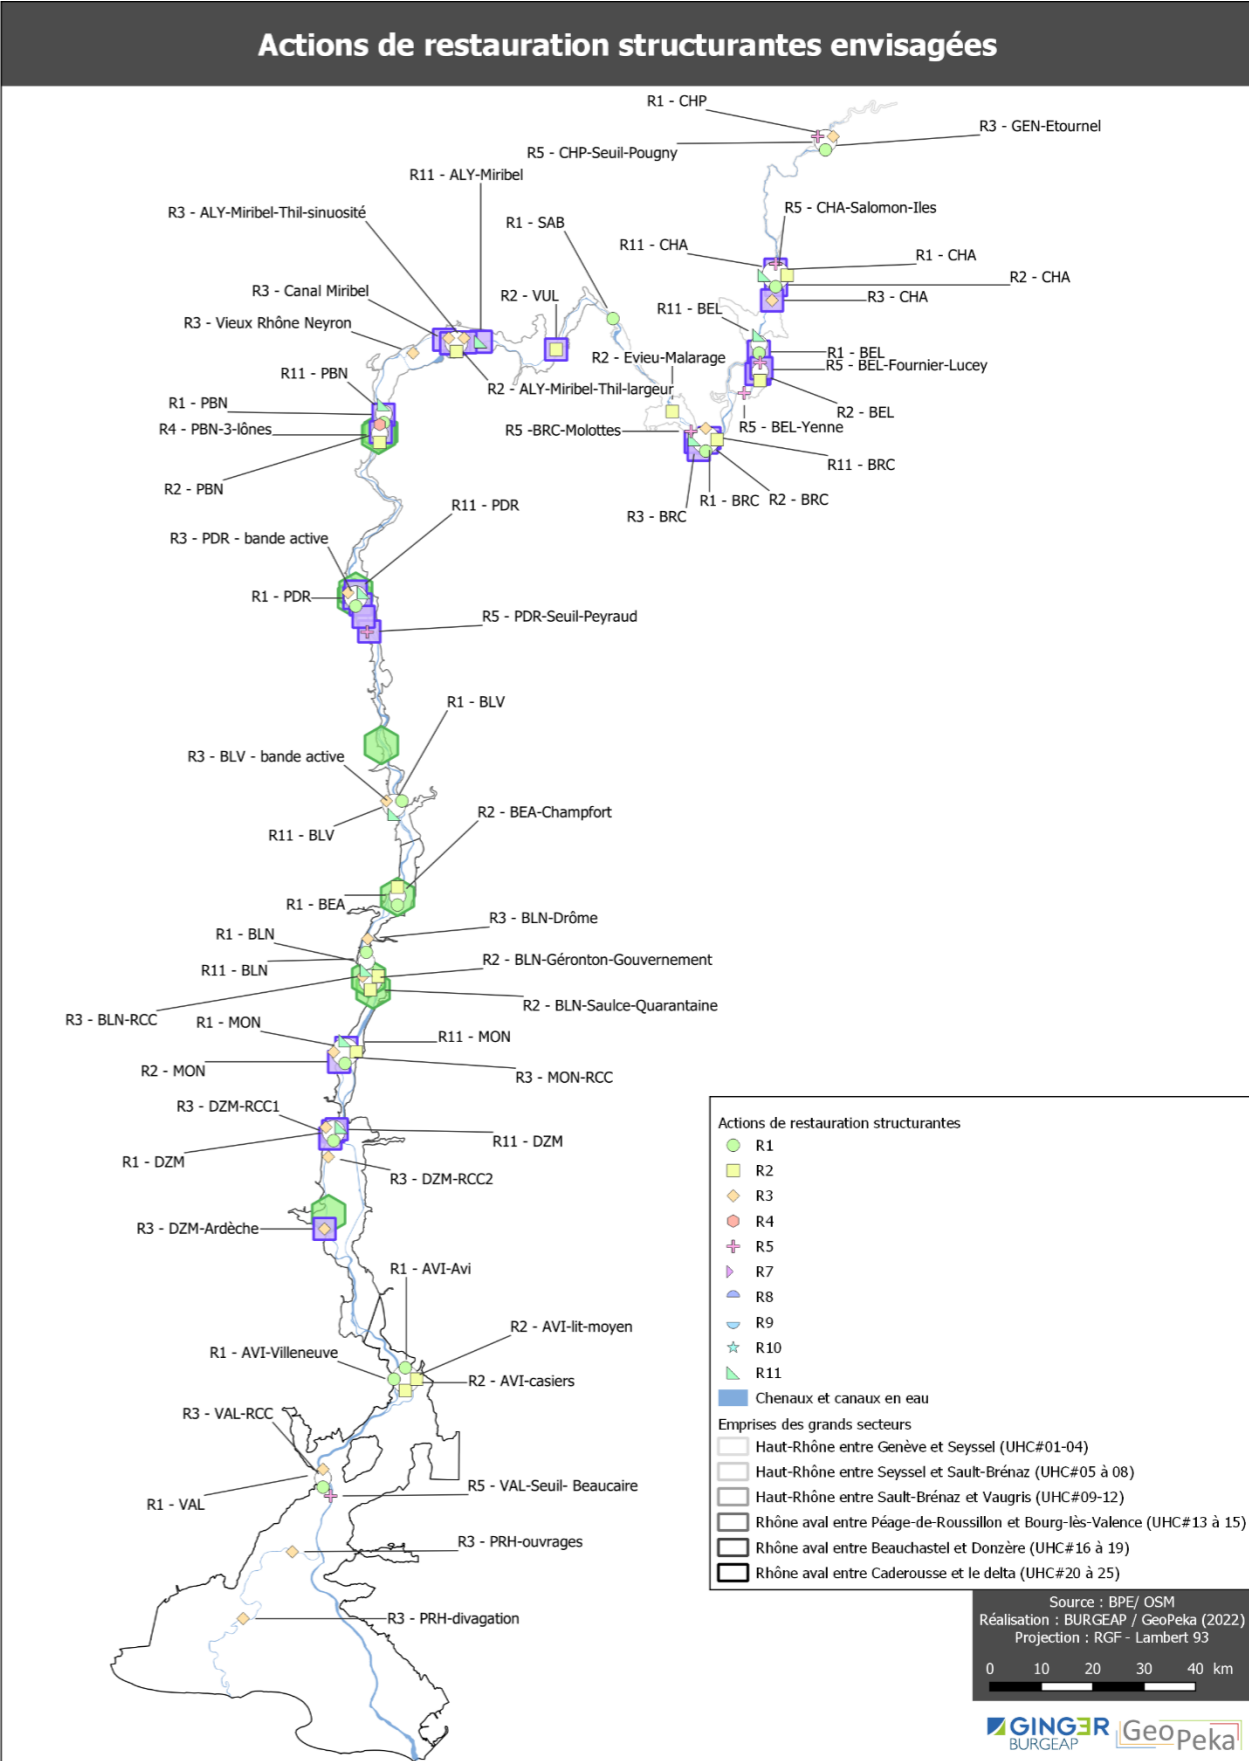 Actions de restauration structurantes envisagées
R1 - CHP
R3 - GEN-Etournel
R5 - CHP-Seuil-Pougny
R11 - ALY-Miribel
R3 - ALY-Miribel-Thil-sinuosité
R5 - CHA-Salomon-Iles
R1 - SAB
R11 - CHA
R1 - CHA
R2 - CHA
R3 - Canal Miribel
R2 - VUL
R3 - CHA
R11 - BEL
R3 - Vieux Rhône Neyron
R2 - Evieu-Malarage
R1 - BEL
R5 - BEL-Fournier-Lucey
R11 - PBN
R2 - ALY-Miribel-Thil-largeur
R1 - PBN
R2 - BEL
R4 - PBN-3-lônes
R5 -BRC-Molottes
R5 - BEL-Yenne
R11 - BRC
R2 - PBN
R1 - BRC
R2 - BRC
R11 - PDR
R3 - BRC
R3 - PDR - bande active
R1 - PDR
R5 - PDR-Seuil-Peyraud
R1 - BLV
R3 - BLV - bande active
R2 - BEA-Champfort
R11 - BLV
R1 - BEA
R3 - BLN-Drôme
R1 - BLN
R2 - BLN-Géronton-Gouvernement
R11 - BLN
R2 - BLN-Saulce-Quarantaine
R3 - BLN-RCC
R1 - MON
R11 - MON
R2 - MON
R3 - MON-RCC
R3 - DZM-RCC1
R11 - DZM
R1 - DZM
R3 - DZM-RCC2
R3 - DZM-Ardèche
R1 - AVI-Avi
R2 - AVI-lit-moyen
R1 - AVI-Villeneuve
R2 - AVI-casiers
R3 - VAL-RCC
R5 - VAL-Seuil- Beaucaire
R1 - VAL
R3 - PRH-ouvrages
R3 - PRH-divagation
Actions de restauration structurantes
R1
R2
R3
R4
R5
R7
R8
R9
R10
R11
Chenaux et canaux en eau
Emprises des grands secteurs
Haut-Rhône entre Genève et Seyssel (UHC#01-04)
Haut-Rhône entre Seyssel et Sault-Brénaz (UHC#05 à 08)
Haut-Rhône entre Sault-Brénaz et Vaugris (UHC#09-12)
Rhône aval entre Péage-de-Roussillon et Bourg-lès-Valence (UHC#13 à 15)
Rhône aval entre Beauchastel et Donzère (UHC#16 à 19)
Rhône aval entre Caderousse et le delta (UHC#20 à 25)
Source : BPE/ OSM
Réalisation : BURGEAP / GeoPeka (2022)
Projection : RGF - Lambert 93
0 10 20 30 40 km
GINGER
BURGEAP
GeoPeka